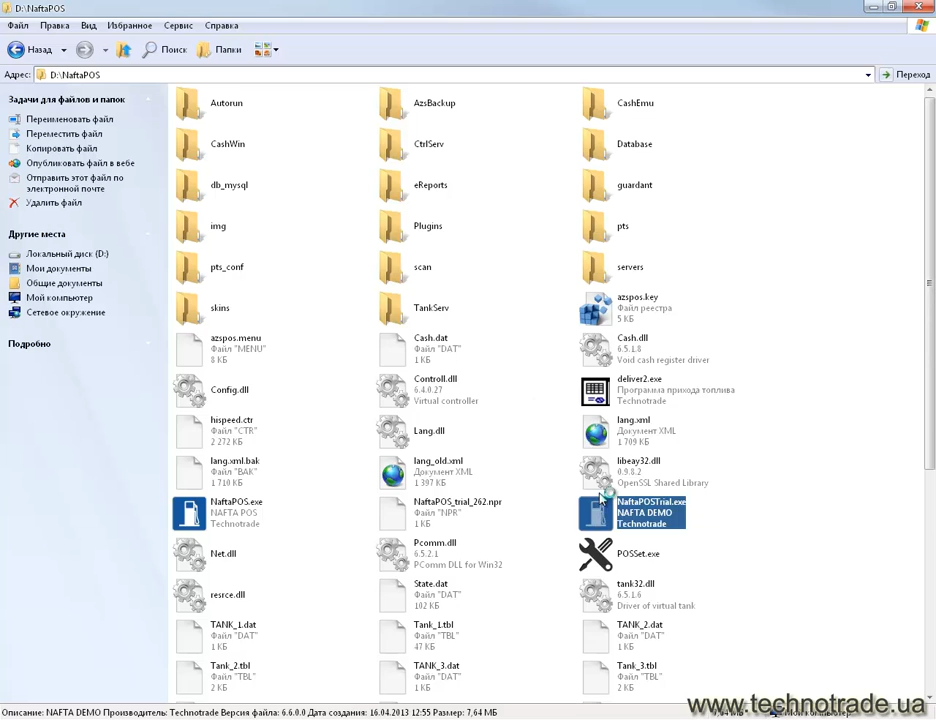 D:\NaftaPOS
Файл Правка Вид Избранное Сервис Справка
Назад Поиск Папки
Адрес: D:\NaftaPOS Переход
Задачи для файлов и папок
Переименовать файл
Переместить файл
Копировать файл
Опубликовать файл в вебе
Отправить этот файл по
электронной почте
Удалить файл
Другие места
Локальный диск (D:)
Мои документы
Общие документы
Мой компьютер
Сетевое окружение
Подробно
Autorun AzsBackup CashEmu
CashWin CtrlServ Database
db_mysql eReports guardant
img Plugins pts
pts_conf scan servers
skins TankServ azspos.key
Файл реестра
5 КБ
azspos.menu Cash.dat Cash.dll
Файл "MENU" Файл "DAT" 6.5.1.8
8 КБ 1 КБ Void cash register driver
Config.dll Controll.dll deliver2.exe
6.4.0.27 Программа прихода топлива
Virtual controller Technotrade
hispeed.ctr Lang.dll lang.xml
Файл "CTR" Документ XML
2 272 КБ 1 709 КБ
lang.xml.bak lang_old.xml libeay32.dll
Файл "BAK" Документ XML 0.9.8.2
1 710 КБ 1 397 КБ OpenSSL Shared Library
NaftaPOS.exe NaftaPOS_trial_262.npr NaftaPOSTrial.exe
NAFTA POS Файл "NPR" NAFTA DEMO
Technotrade 1 КБ Technotrade
Net.dll Pcomm.dll POSSet.exe
6.5.2.1
PComm DLL for Win32
resrce.dll State.dat tank32.dll
Файл "DAT" 6.5.1.6
102 КБ Driver of virtual tank
TANK_1.dat Tank_1.tbl TANK_2.dat
Файл "DAT" Файл "TBL" Файл "DAT"
1 КБ 47 КБ 1 КБ
Tank_2.tbl TANK_3.dat Tank_3.tbl
Файл "TBL" Файл "DAT" Файл "TBL"
2 КБ 1 КБ 2 КБ
Описание: NAFTA DEMO Производитель: Technotrade Версия файла: 6.6.0.0 Дата создания: 16.04.2013 12:55 Размер: 7,64 МБ
www.technotrade.ua